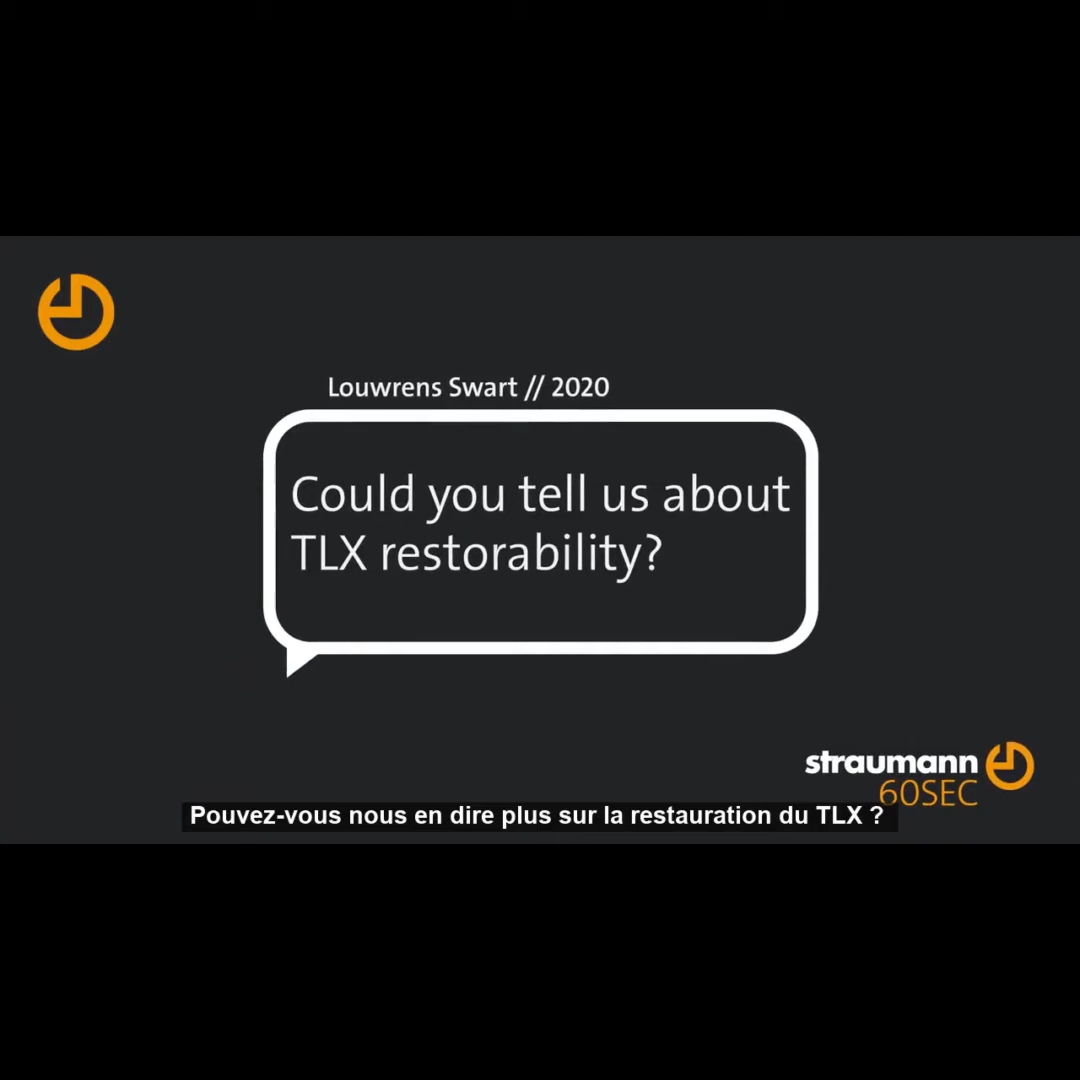 Louwrens Swart // 2020
Could you tell us about
TLX restorability?
straumann
60SEC
Pouvez-vous nous en dire plus sur la restauration du TLX ?